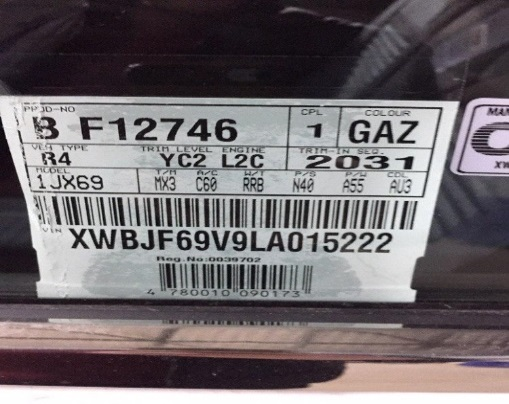 PROD-NO CPL COLOUR
B F12746 1 GAZ
VEH TYPE TRIM LEVEL ENGINE TRIM-IN SEQ.
R4 YC2 L2C 2031
MODEL T/M A/C W/T P/S P/W CDL
1JX69 MX3 C60 RRB N40 A55 AU3
VIN XWBJF69V9LA015222
Reg.No:0039702
4 780010 090173